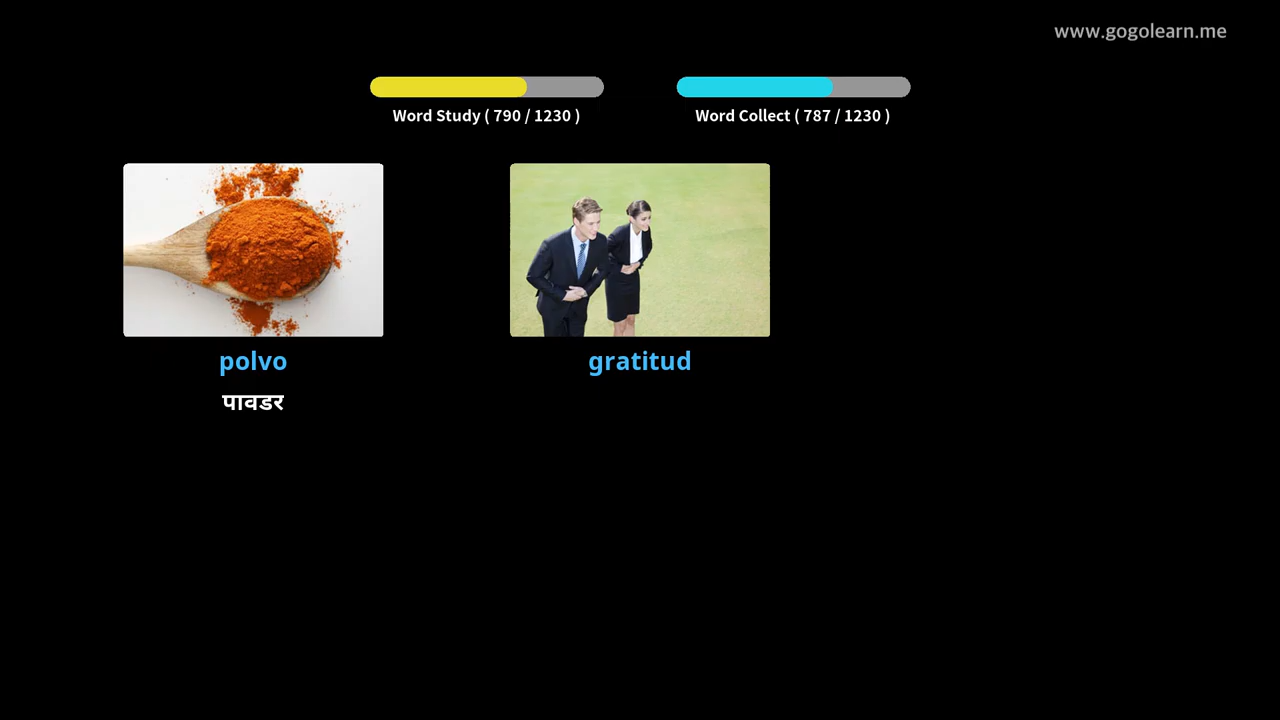 www.gogolearn.me
Word Study ( 790 / 1230 )
Word Collect ( 787 / 1230 )
polvo
gratitud
पावडर